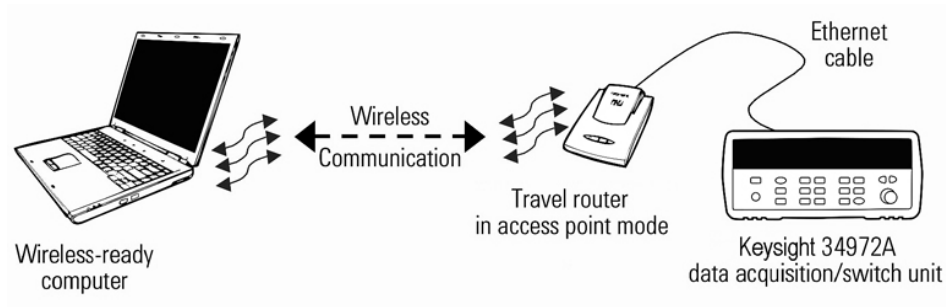 Ethernet
cable
Wireless
Communication
Travel router
in access point mode
Wireless-ready
computer
Keysight 34972A
data acquisition/switch unit